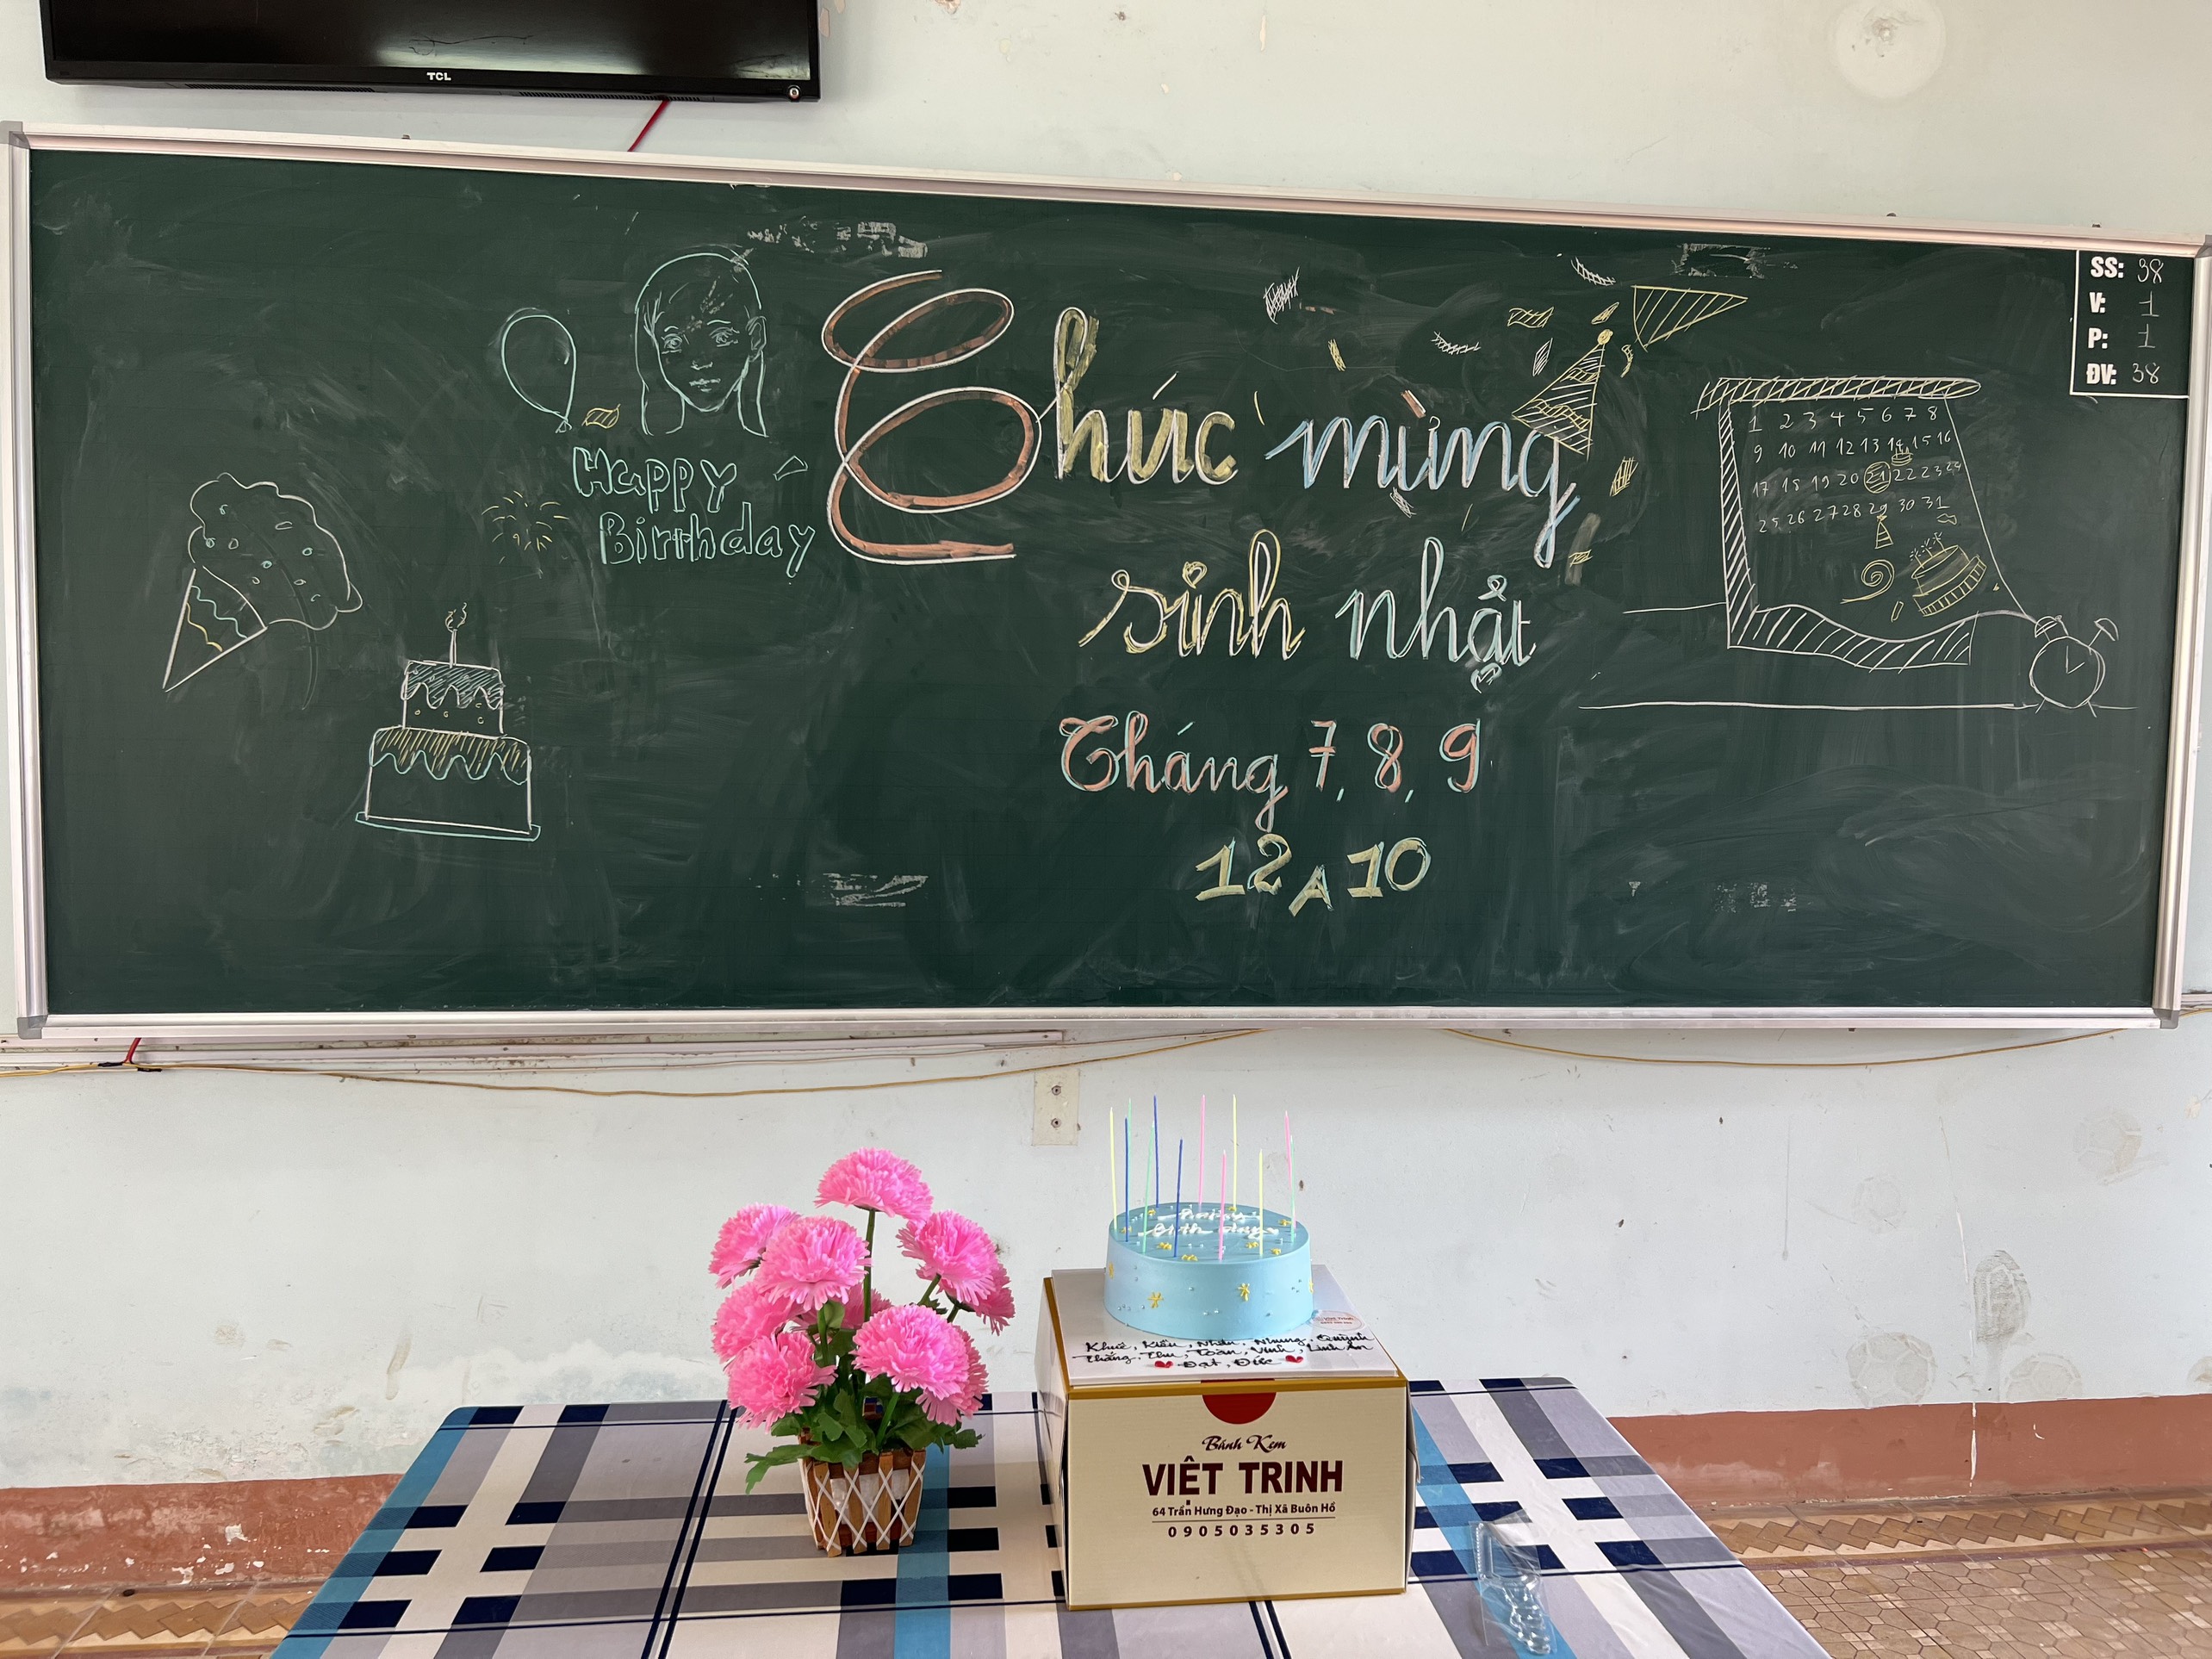 TCL
SS: 38
V: 1
P: 1
ĐV: 38
Happy
Birthday
Chúc mừng
sinh nhật
Tháng 7, 8, 9
12A10
1 2 3 4 5 6 7 8
9 10 11 12 13 14 15 16
17 18 19 20 21 22 23 24
25 26 27 28 29 30 31
happy
birth day
VIỆT TRINH
Khuê, Kiều, Nhân, Nhung, Quỳnh
Thắng, Thu, Toàn, Vinh, Linh An
Đạt, Đức
Bánh Kem
VIỆT TRINH
64 Trần Hưng Đạo - Thị Xã Buôn Hồ
0905035305